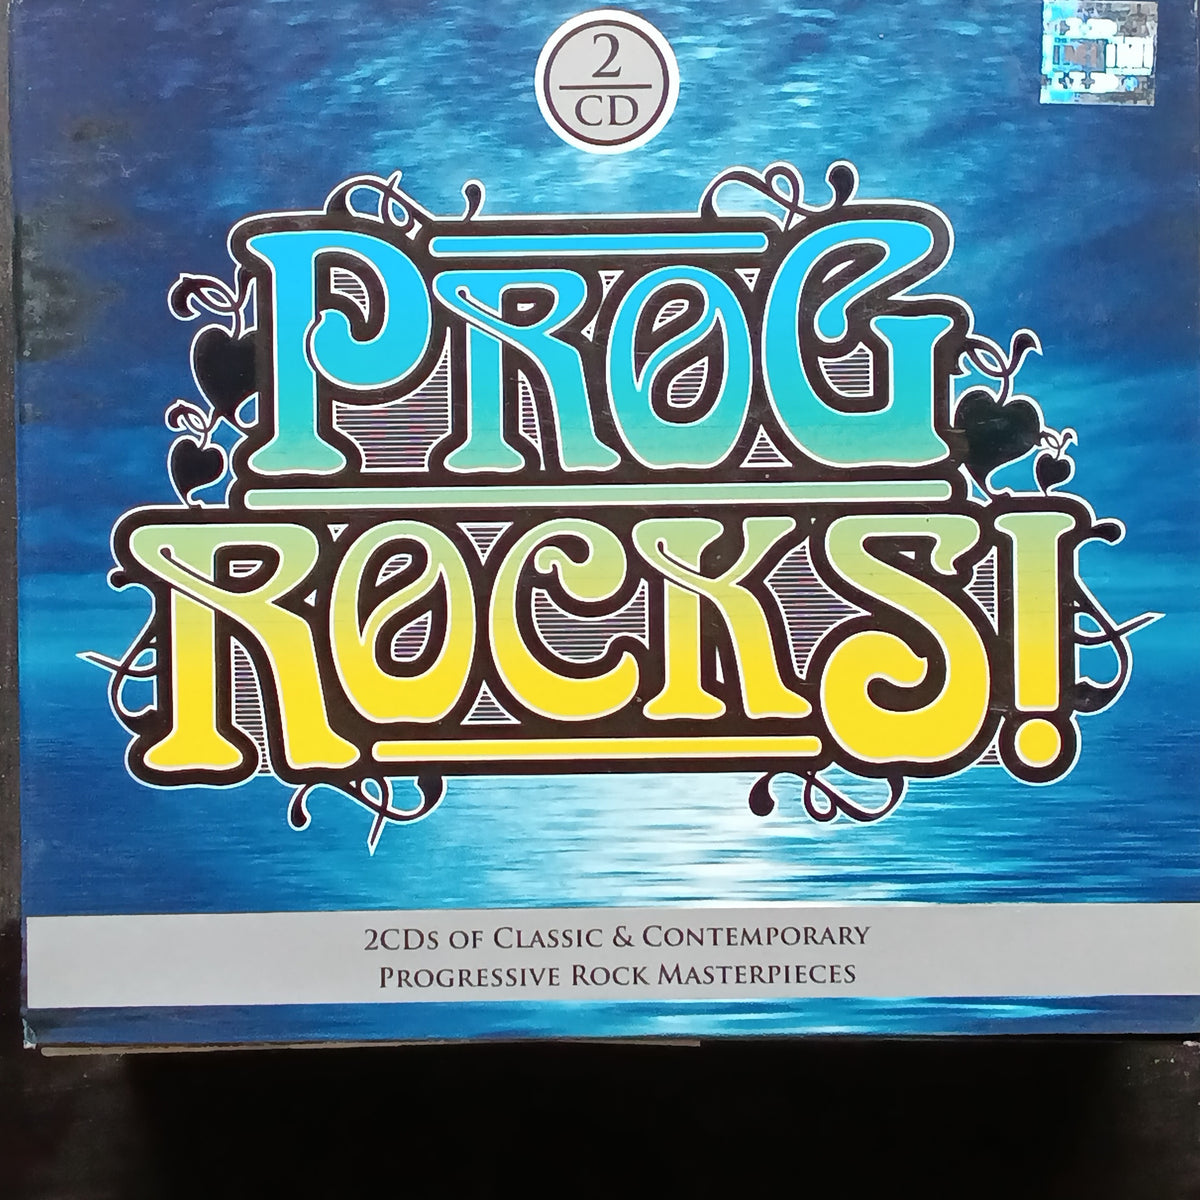 2
CD
PROG
ROCKS!
2CDs of Classic & Contemporary
Progressive Rock Masterpieces